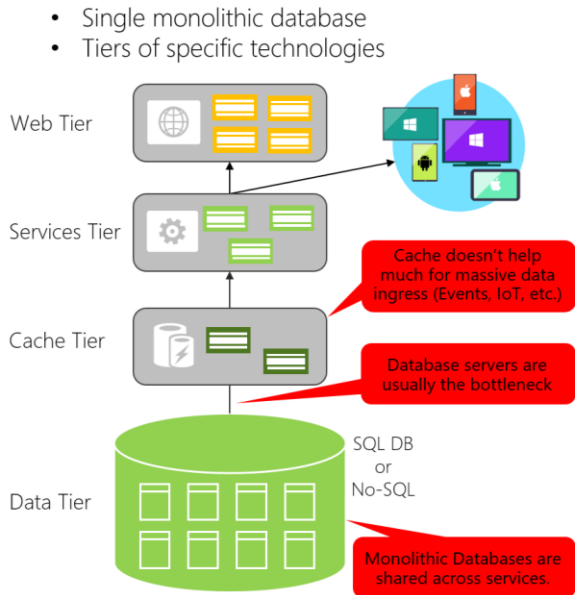 • Single monolithic database
• Tiers of specific technologies
Web Tier
Services Tier
Cache doesn't help
much for massive data
ingress (Events, IoT, etc.)
Cache Tier
Database servers are
usually the bottleneck
SQL DB
or
No-SQL
Data Tier
Monolithic Databases are
shared across services.